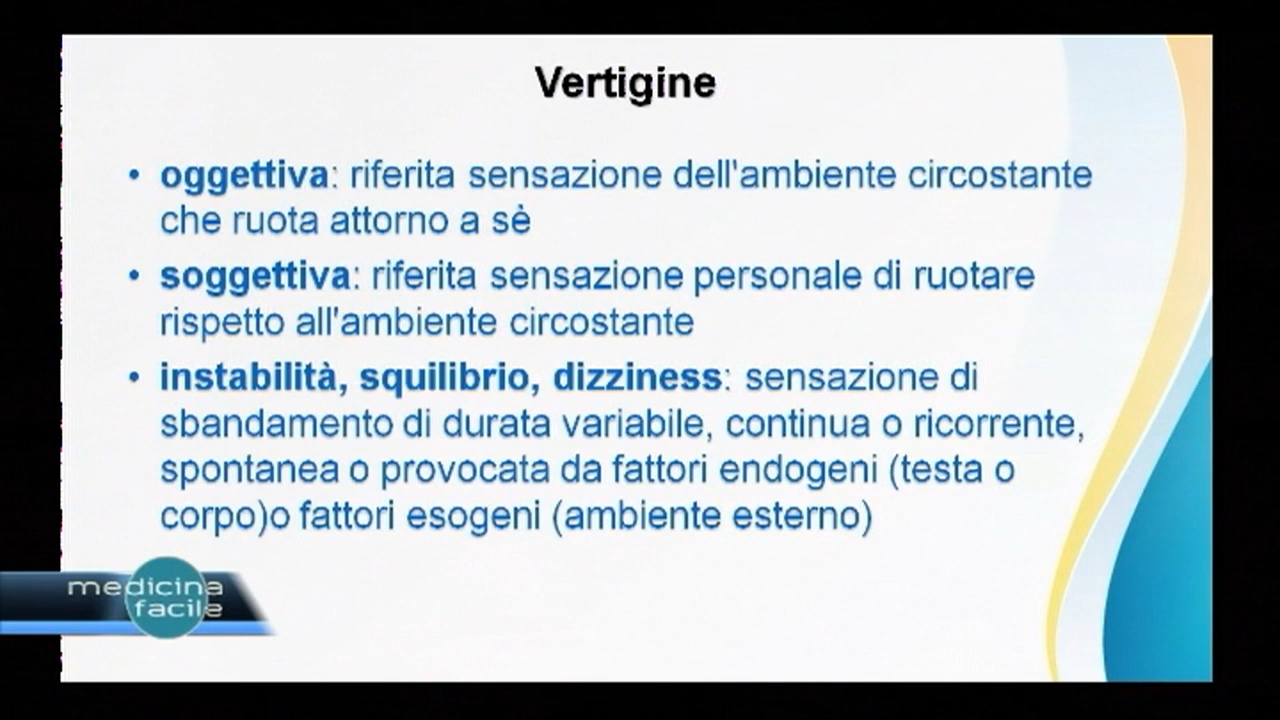 Vertigine
• oggettiva: riferita sensazione dell'ambiente circostante
che ruota attorno a sè
• soggettiva: riferita sensazione personale di ruotare
rispetto all'ambiente circostante
• instabilità, squilibrio, dizziness: sensazione di
sbandamento di durata variabile, continua o ricorrente,
spontanea o provocata da fattori endogeni (testa o
corpo)o fattori esogeni (ambiente esterno)
medicina
facile